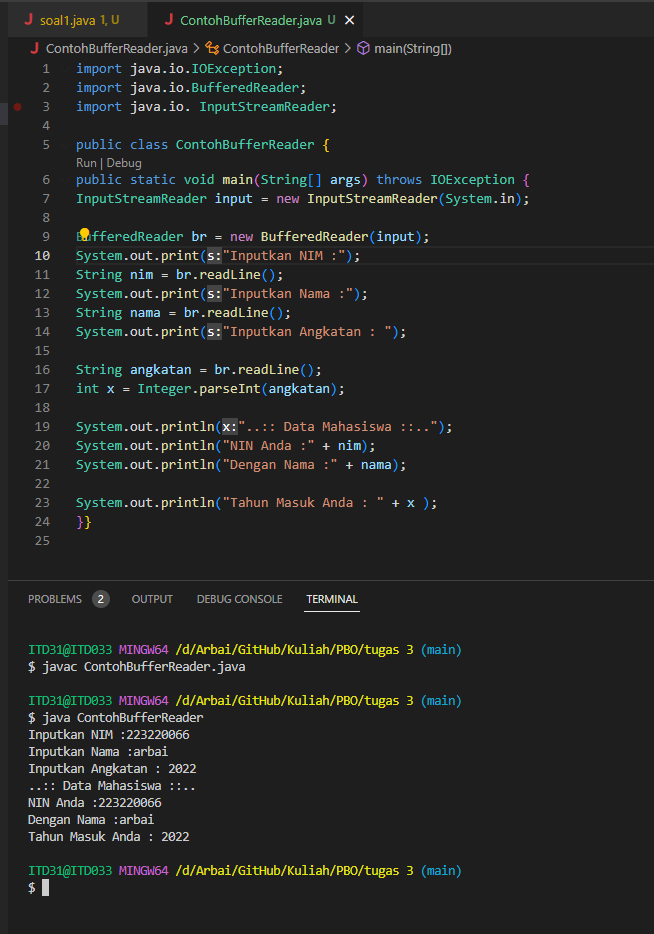 soal1.java 1, U
ContohBufferReader.java U
ContohBufferReader.java > ContohBufferReader > main(String[])
1 import java.io.IOException;
2 import java.io.BufferedReader;
3 import java.io. InputStreamReader;
4
5 public class ContohBufferReader {
Run | Debug
6 public static void main(String[] args) throws IOException {
7 InputStreamReader input = new InputStreamReader(System.in);
8
9 BufferedReader br = new BufferedReader(input);
10 System.out.print(s:"Inputkan NIM :");
11 String nim = br.readLine();
12 System.out.print(s:"Inputkan Nama :");
13 String nama = br.readLine();
14 System.out.print(s:"Inputkan Angkatan : ");
15
16 String angkatan = br.readLine();
17 int x = Integer.parseInt(angkatan);
18
19 System.out.println(x:"..:: Data Mahasiswa ::..");
20 System.out.println("NIN Anda :" + nim);
21 System.out.println("Dengan Nama :" + nama);
22
23 System.out.println("Tahun Masuk Anda : " + x );
24 }}
25
PROBLEMS 2 OUTPUT DEBUG CONSOLE TERMINAL
ITD31@ITD033 MINGW64 /d/Arbai/GitHub/Kuliah/PBO/tugas 3 (main)
$ javac ContohBufferReader.java
ITD31@ITD033 MINGW64 /d/Arbai/GitHub/Kuliah/PBO/tugas 3 (main)
$ java ContohBufferReader
Inputkan NIM :223220066
Inputkan Nama :arbai
Inputkan Angkatan : 2022
..:: Data Mahasiswa ::..
NIN Anda :223220066
Dengan Nama :arbai
Tahun Masuk Anda : 2022
ITD31@ITD033 MINGW64 /d/Arbai/GitHub/Kuliah/PBO/tugas 3 (main)
$